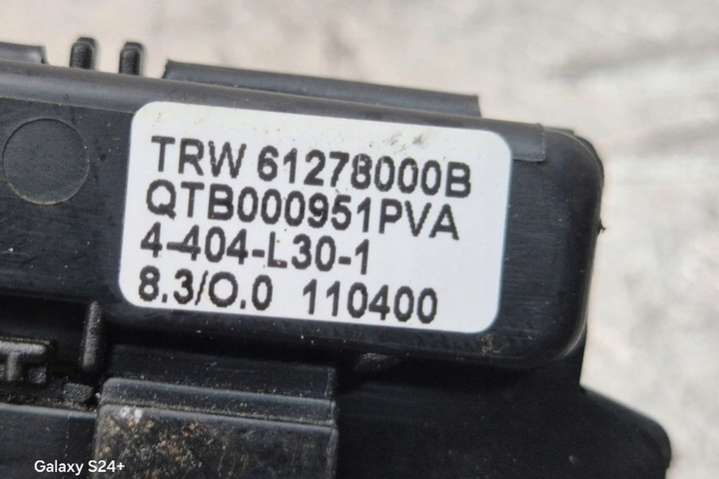 TRW 61278000B
QTB000951PVA
4-404-L30-1
8.3/O.0 110400
Galaxy S24+